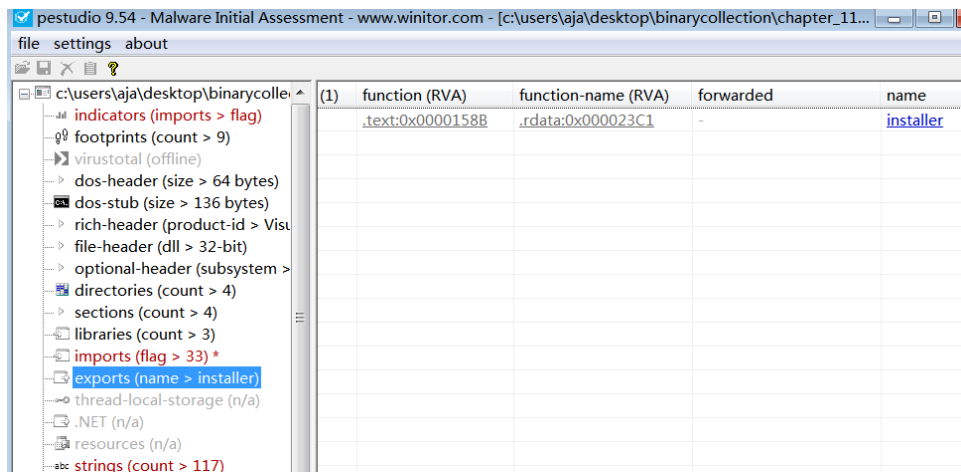 pestudio 9.54 - Malware Initial Assessment - www.winitor.com - [c:\users\aja\desktop\binarycollection\chapter_11...
file settings about
c:\users\aja\desktop\binarycolle
indicators (imports > flag)
footprints (count > 9)
virustotal (offline)
dos-header (size > 64 bytes)
dos-stub (size > 136 bytes)
rich-header (product-id > Visu
file-header (dll > 32-bit)
optional-header (subsystem >
directories (count > 4)
sections (count > 4)
libraries (count > 3)
imports (flag > 33) *
exports (name > installer)
thread-local-storage (n/a)
.NET (n/a)
resources (n/a)
abc strings (count > 117)
(1) function (RVA) function-name (RVA) forwarded name
.text:0x0000158B .rdata:0x000023C1 - installer